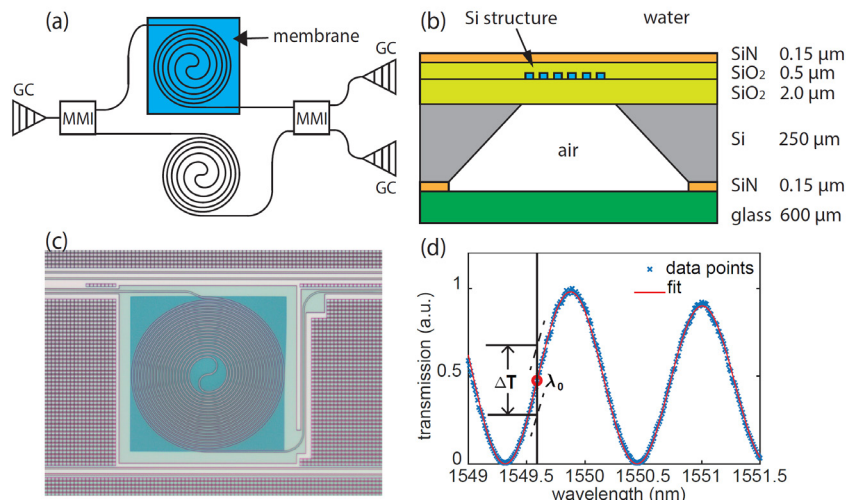 (a)
membrane
GC
MMI
MMI
GC
GC
(b)
Si structure
water
SiN 0.15 μm
SiO₂ 0.5 μm
SiO₂ 2.0 μm
Si 250 μm
air
SiN 0.15 μm
glass 600 μm
(c)
(d)
1
data points
fit
0.5
ΔT
λ₀
0
transmission (a.u.)
1549 1549.5 1550 1550.5 1551 1551.5
wavelength (nm)